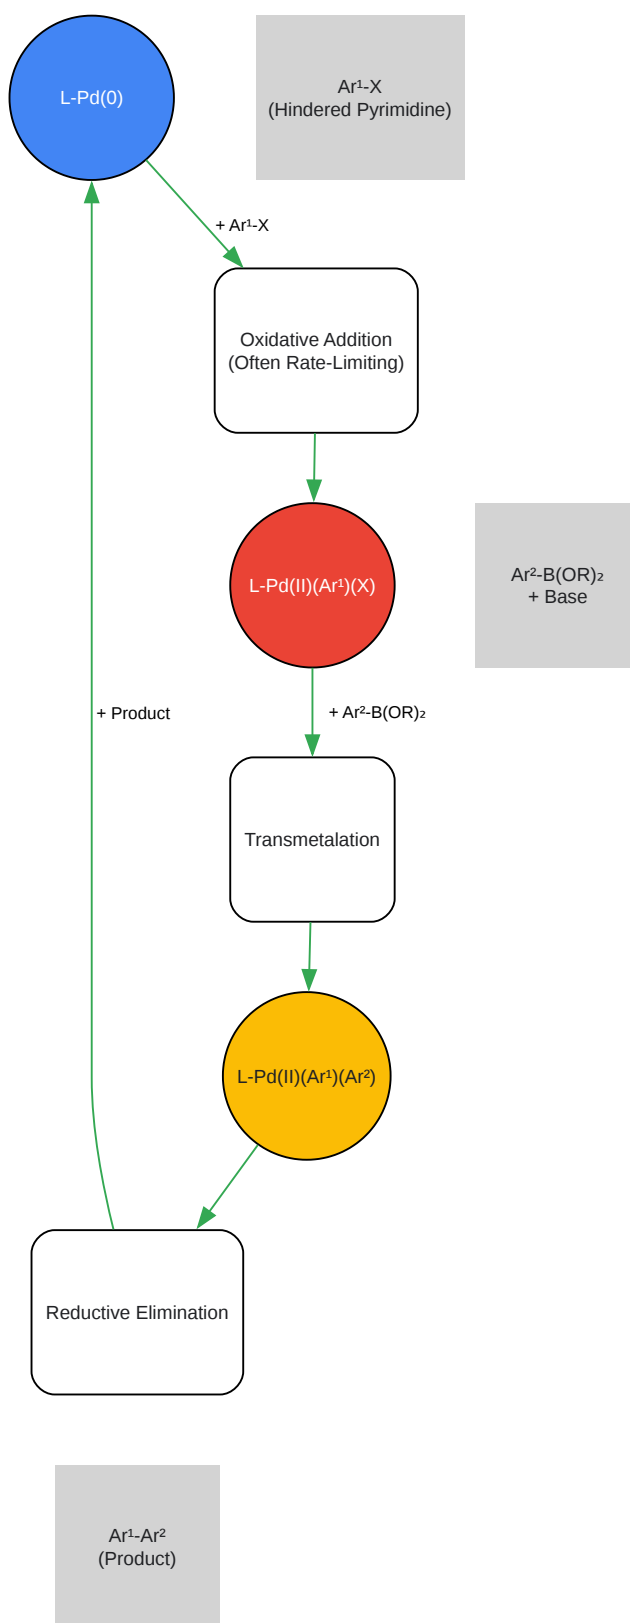 L-Pd(0)
Ar¹-X
(Hindered Pyrimidine)
+ Ar¹-X
Oxidative Addition
(Often Rate-Limiting)
L-Pd(II)(Ar¹)(X)
Ar²-B(OR)₂
+ Base
+ Product
+ Ar²-B(OR)₂
Transmetalation
L-Pd(II)(Ar¹)(Ar²)
Reductive Elimination
Ar¹-Ar²
(Product)